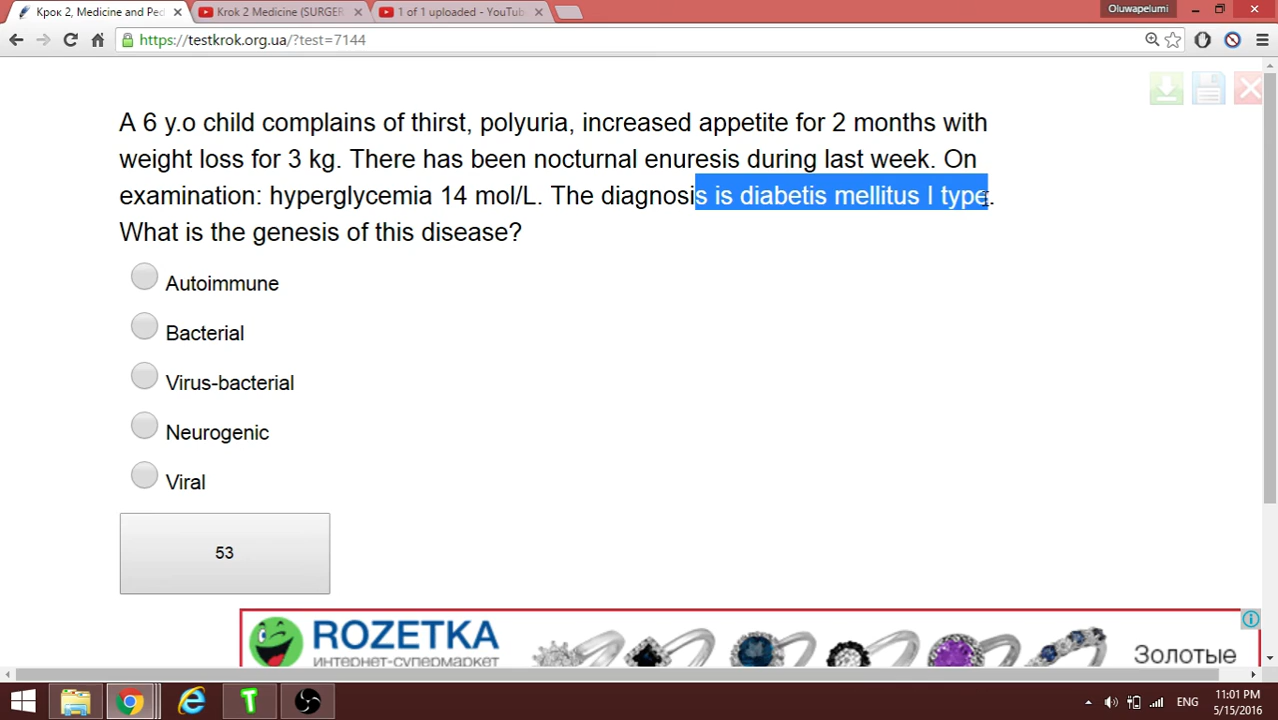 Крок 2, Medicine and Ped
Krok 2 Medicine (SURGER
1 of 1 uploaded - YouTub
Oluwapelumi
https://testkrok.org.ua/?test=7144
A 6 y.o child complains of thirst, polyuria, increased appetite for 2 months with
weight loss for 3 kg. There has been nocturnal enuresis during last week. On
examination: hyperglycemia 14 mol/L. The diagnosis is diabetis mellitus I type.
What is the genesis of this disease?
Autoimmune
Bacterial
Virus-bacterial
Neurogenic
Viral
53
ROZETKA
ИНТЕРНЕТ-СУПЕРМАРКЕТ
Золотые
ENG
11:01 PM
5/15/2016